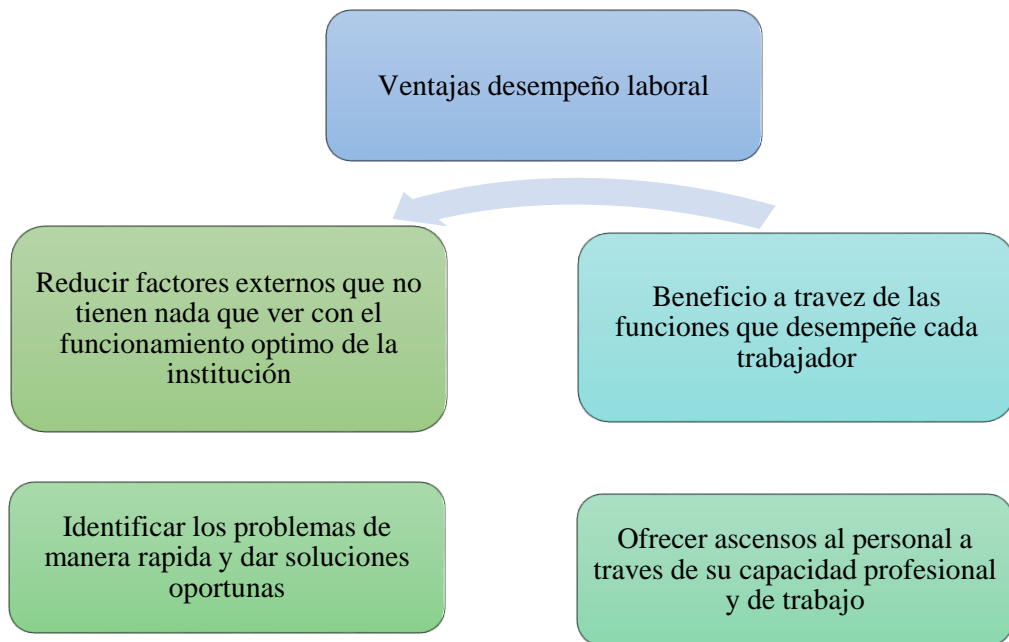 Ventajas desempeño laboral
Reducir factores externos que no
tienen nada que ver con el
funcionamiento optimo de la
institución
Beneficio a travez de las
funciones que desempeñe cada
trabajador
Identificar los problemas de
manera rapida y dar soluciones
oportunas
Ofrecer ascensos al personal a
traves de su capacidad profesional
y de trabajo